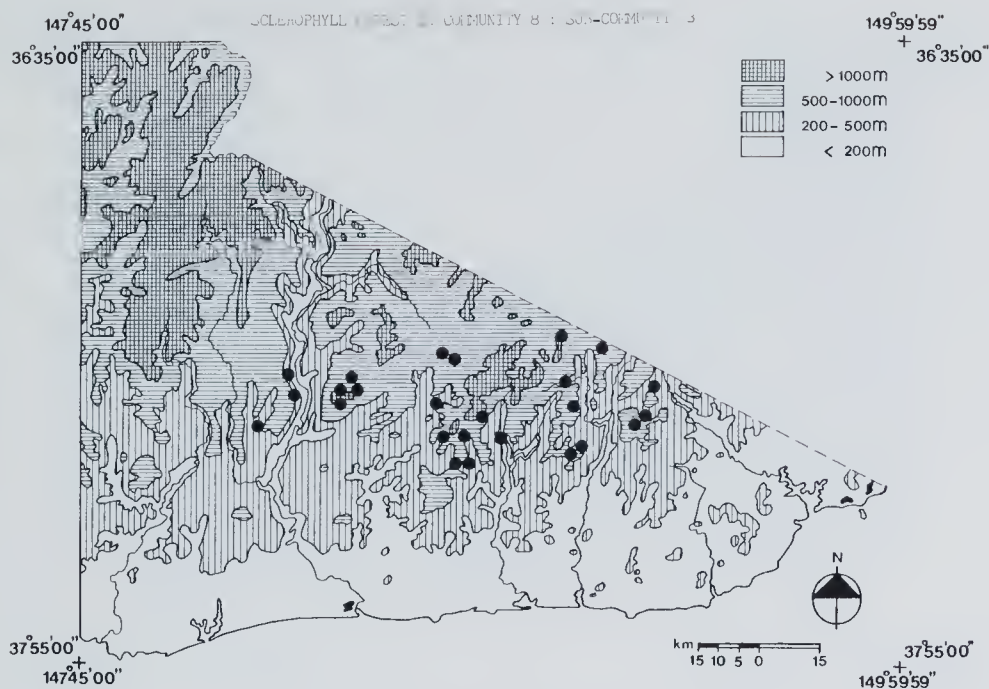 SCLEROPHYLL COMMUNITY 8 :
147°45'00"
36°35'00"
149°59'59"
36°35'00"
>1000m
500-1000m
200-500m
< 200m
N
km
15 10 5 0 15
37°55'00"
147°45'00"
37°55'00"
149°59'59"